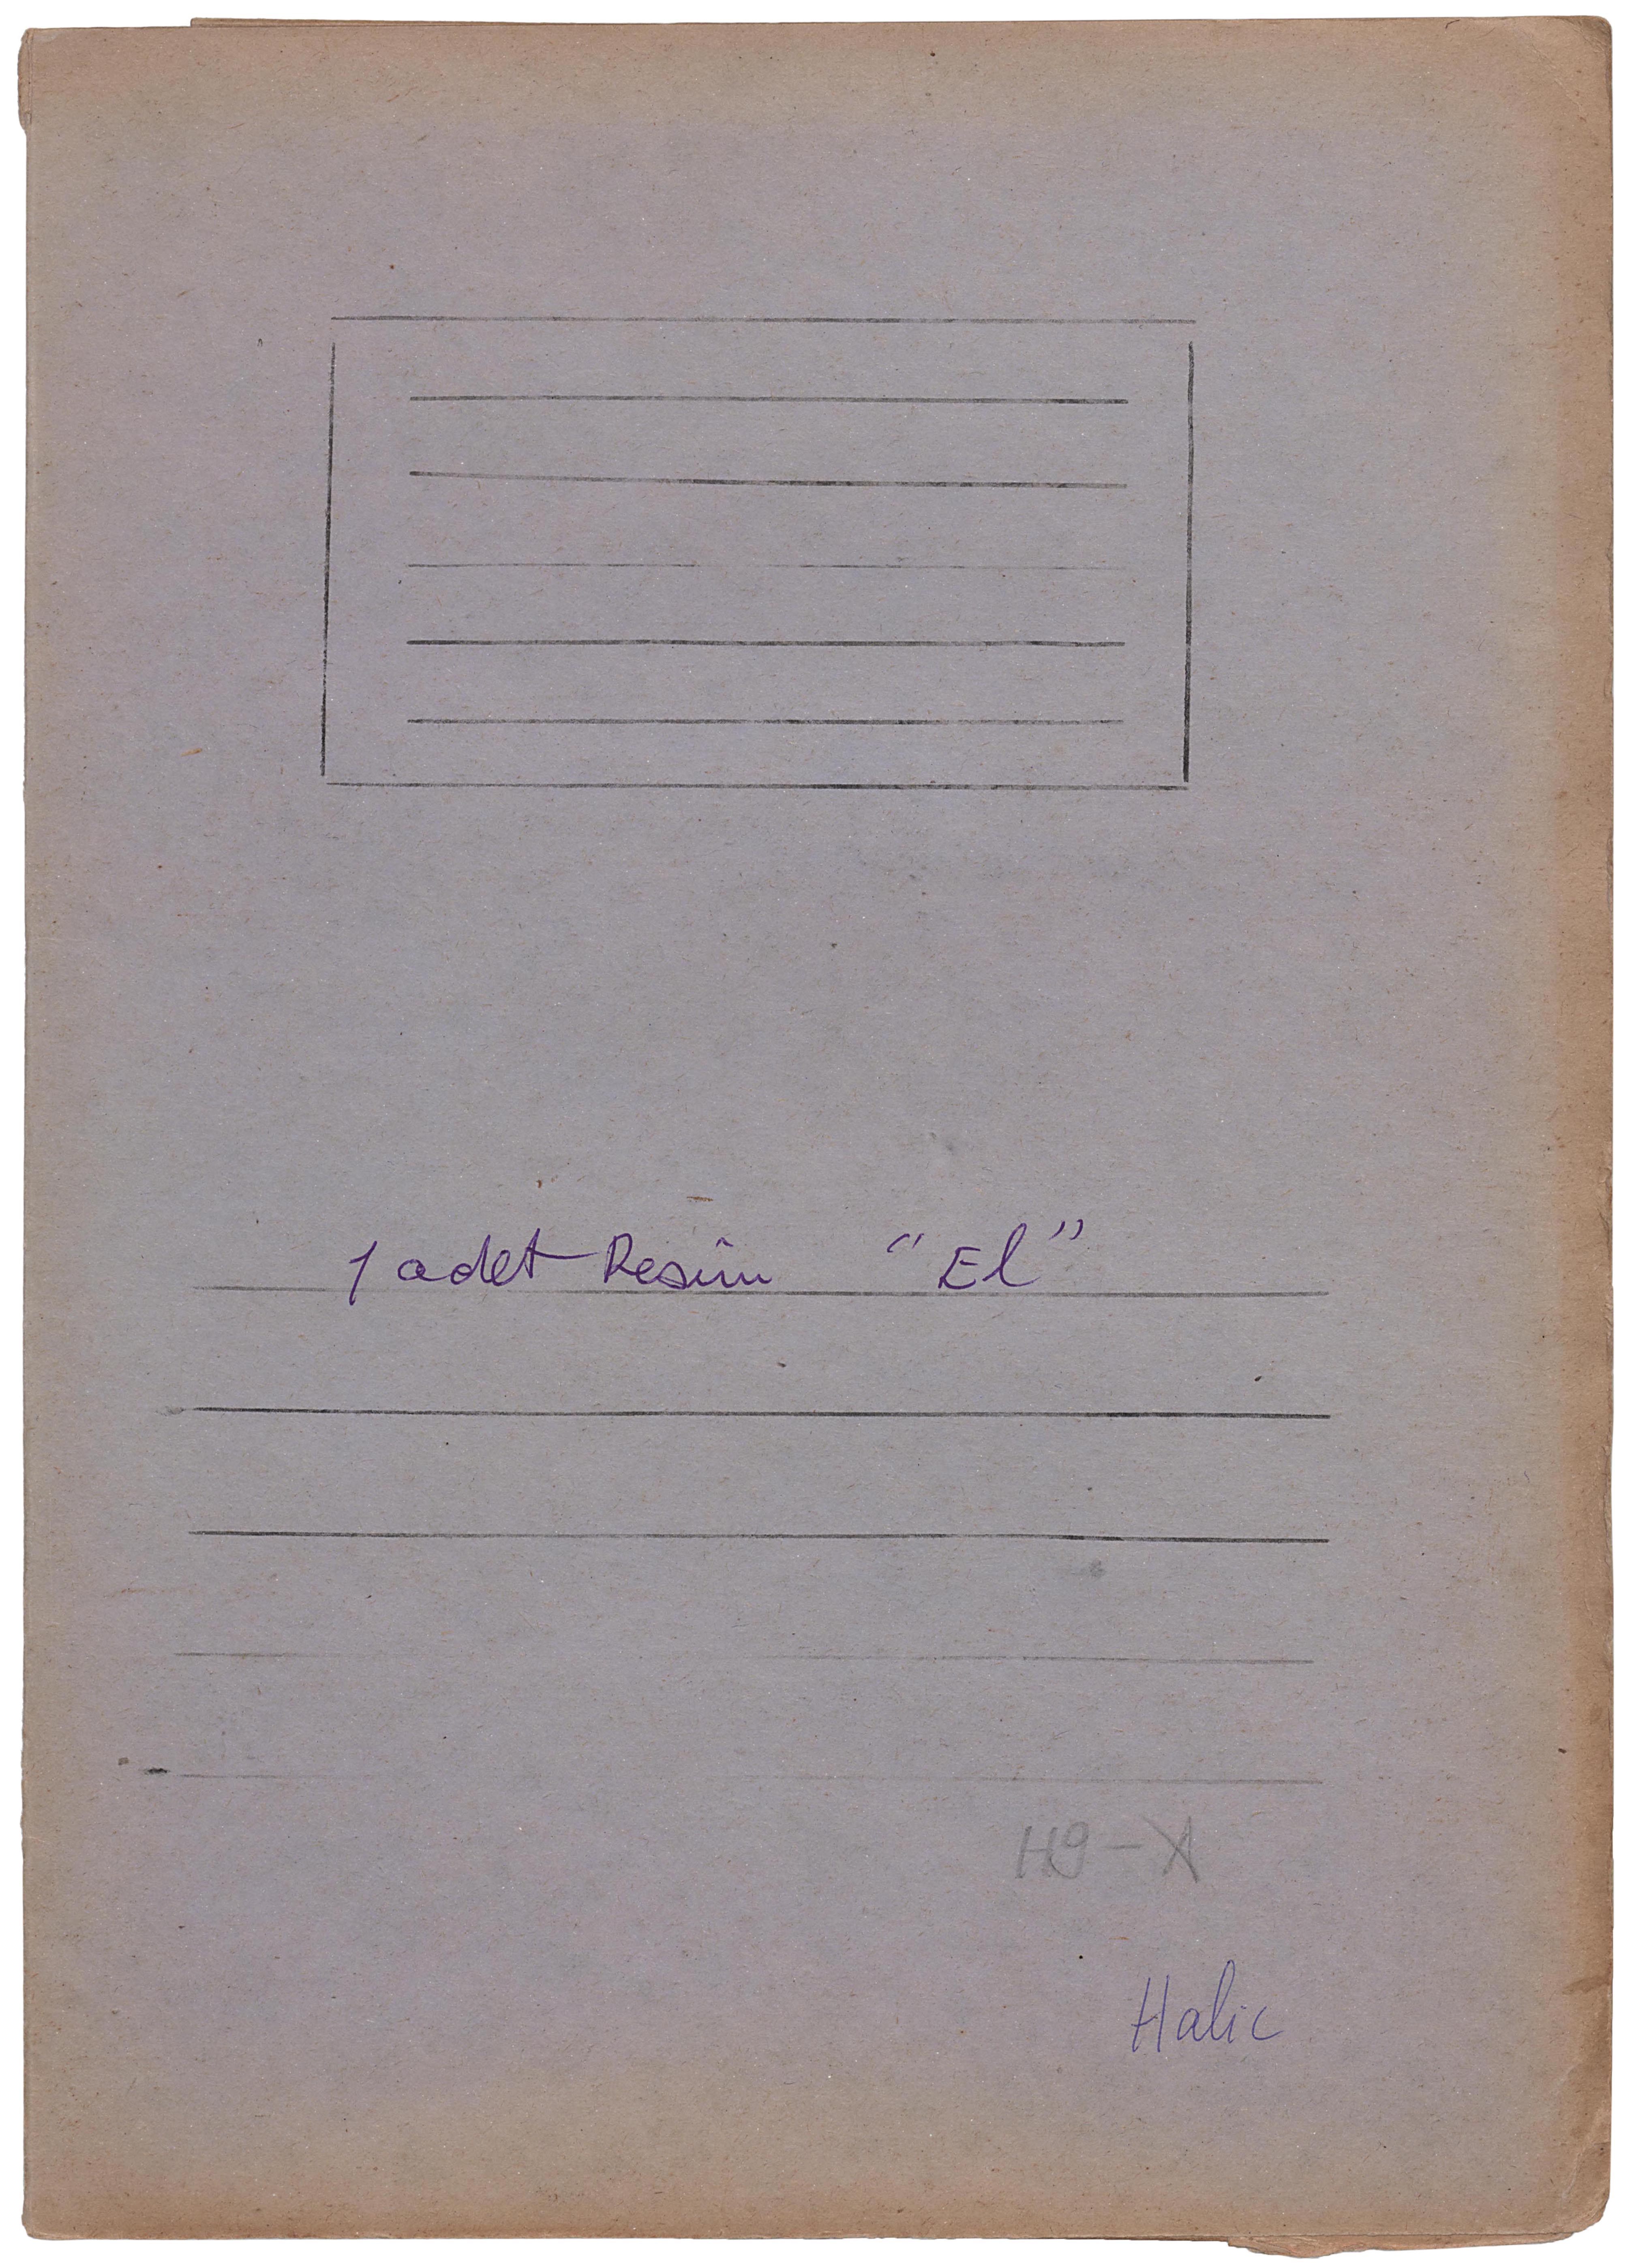 1 adet Resim "El"
H9-X
Halic